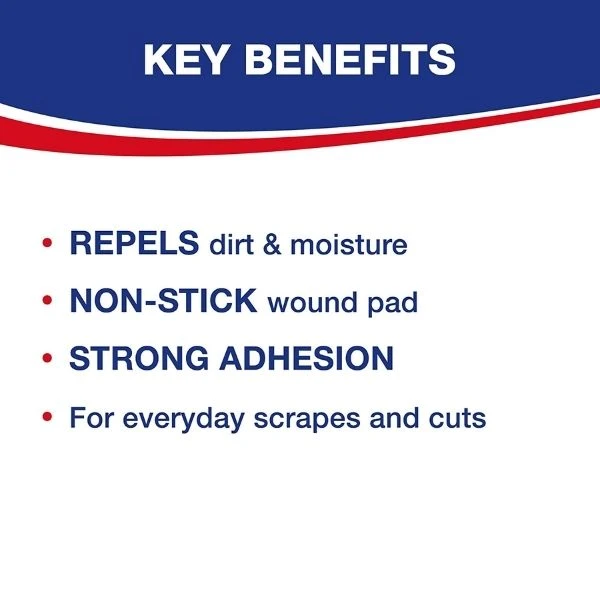 KEY BENEFITS
• REPELS dirt & moisture
• NON-STICK wound pad
• STRONG ADHESION
• For everyday scrapes and cuts